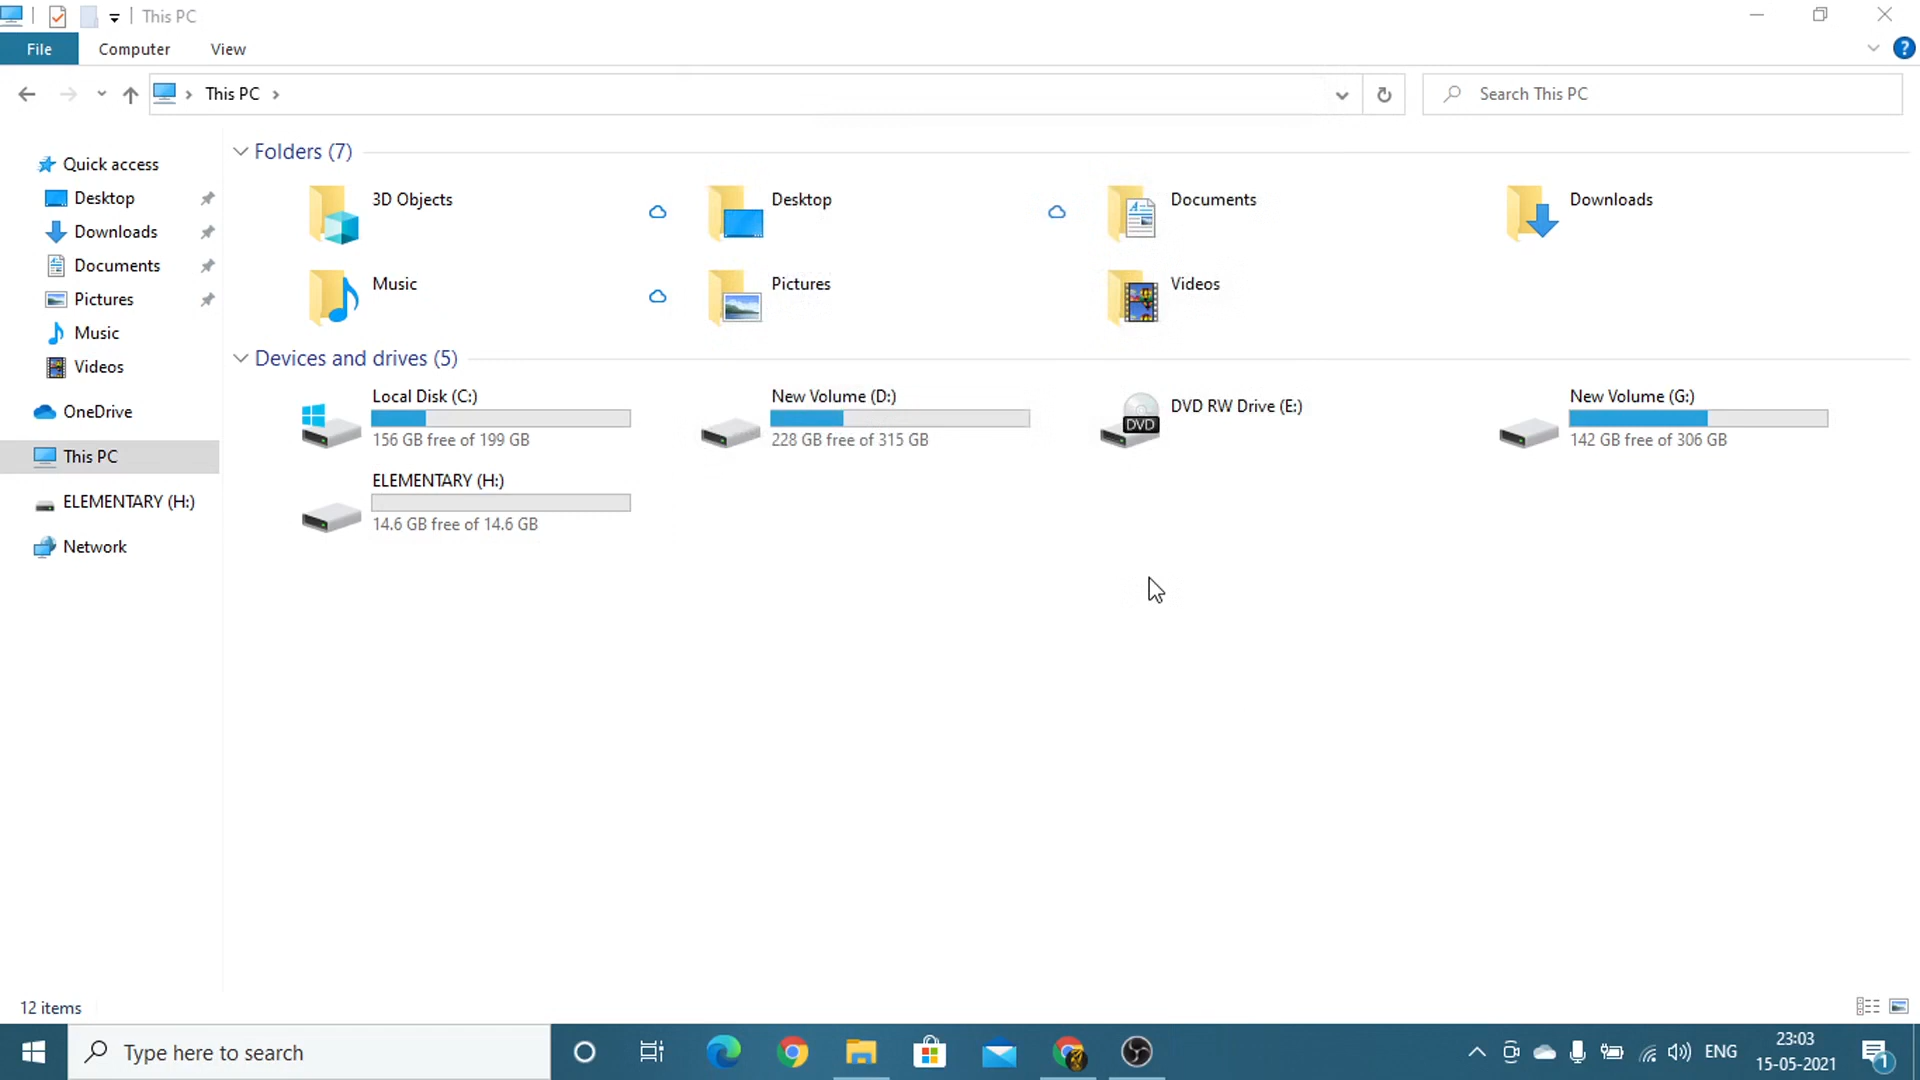 This PC
File Computer View
This PC
Search This PC
Quick access
Desktop
Downloads
Documents
Pictures
Music
Videos
OneDrive
This PC
ELEMENTARY (H:)
Network
Folders (7)
3D Objects
Desktop
Documents
Downloads
Music
Pictures
Videos
Devices and drives (5)
Local Disk (C:)
156 GB free of 199 GB
New Volume (D:)
228 GB free of 315 GB
DVD RW Drive (E:)
DVD
New Volume (G:)
142 GB free of 306 GB
ELEMENTARY (H:)
14.6 GB free of 14.6 GB
12 items
Type here to search
ENG
23:03
15-05-2021
1